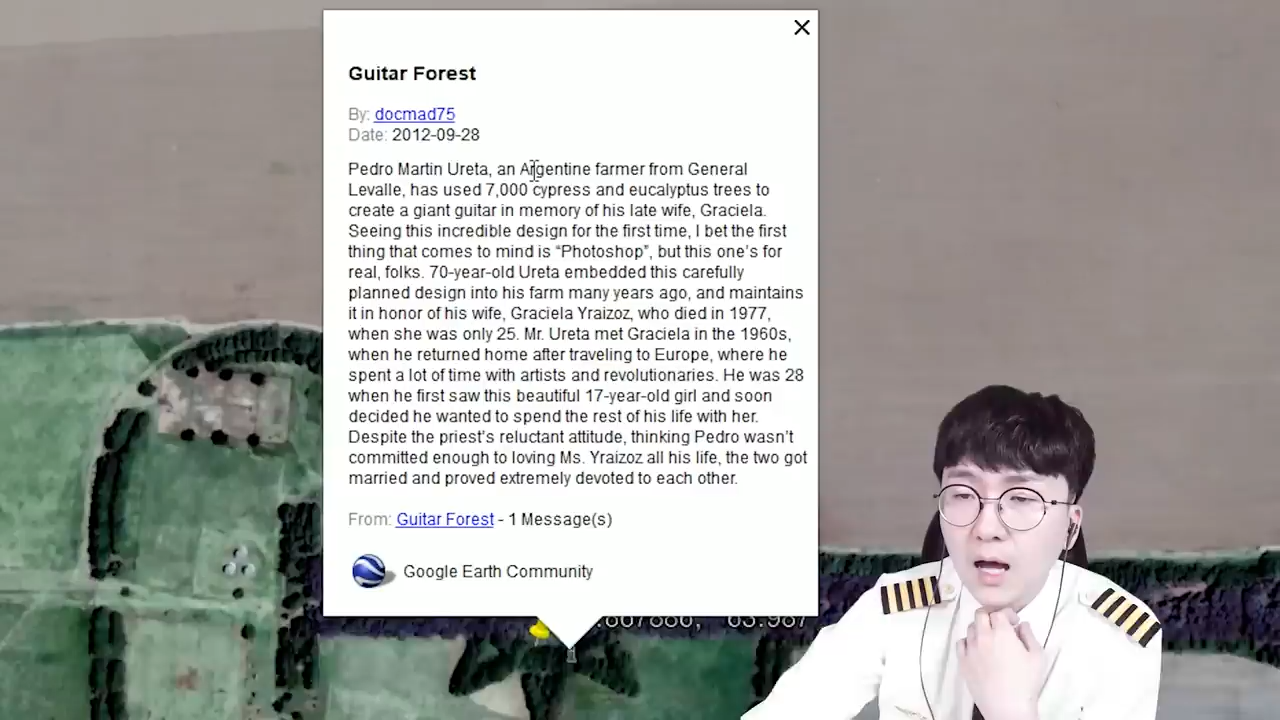 Guitar Forest
By: docmad75
Date: 2012-09-28
Pedro Martin Ureta, an Argentine farmer from General
Levalle, has used 7,000 cypress and eucalyptus trees to
create a giant guitar in memory of his late wife, Graciela.
Seeing this incredible design for the first time, I bet the first
thing that comes to mind is “Photoshop”, but this one’s for
real, folks. 70-year-old Ureta embedded this carefully
planned design into his farm many years ago, and maintains
it in honor of his wife, Graciela Yraizoz, who died in 1977,
when she was only 25. Mr. Ureta met Graciela in the 1960s,
when he returned home after traveling to Europe, where he
spent a lot of time with artists and revolutionaries. He was 28
when he first saw this beautiful 17-year-old girl and soon
decided he wanted to spend the rest of his life with her.
Despite the priest’s reluctant attitude, thinking Pedro wasn’t
committed enough to loving Ms. Yraizoz all his life, the two got
married and proved extremely devoted to each other.
From: Guitar Forest - 1 Message(s)
Google Earth Community